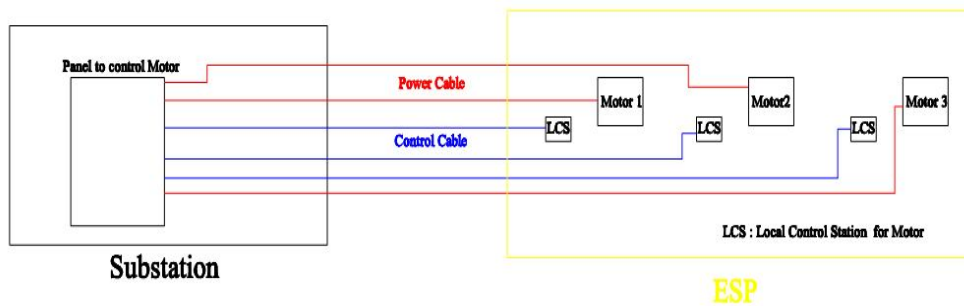 Panel to control Motor
Power Cable
Motor 1
Motor2
Motor 3
LCS
LCS
LCS
Control Cable
LCS : Local Control Station for Motor
Substation
ESP